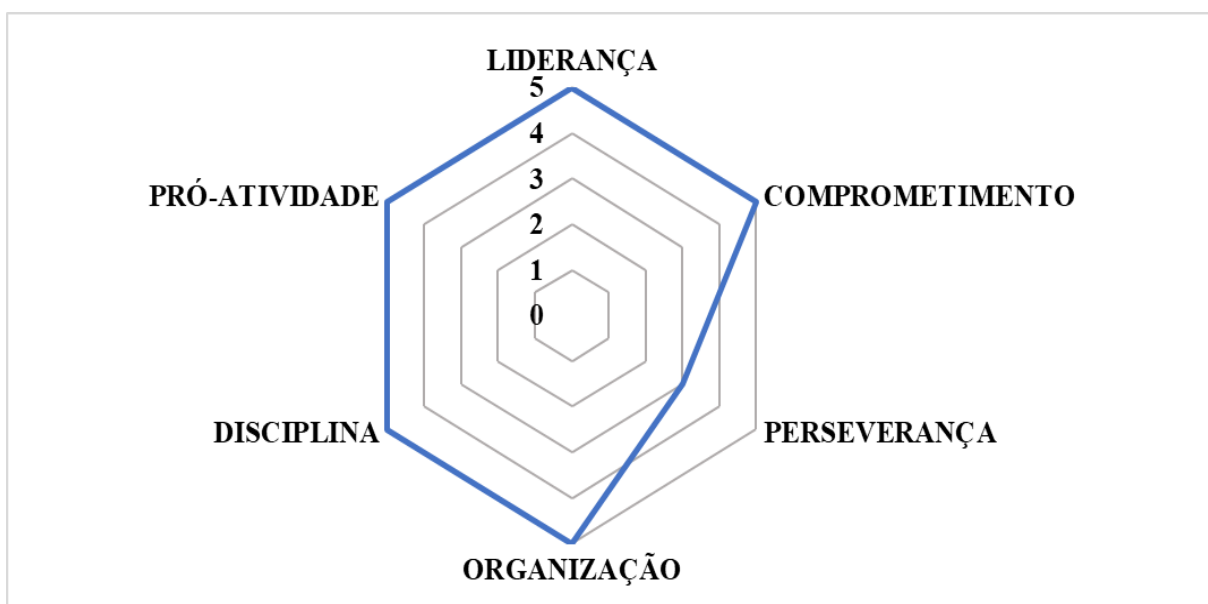 LIDERANÇA
5
4
PRÓ-ATIVIDADE
COMPROMETIMENTO
3
2
1
0
DISCIPLINA
PERSEVERANÇA
ORGANIZAÇÃO